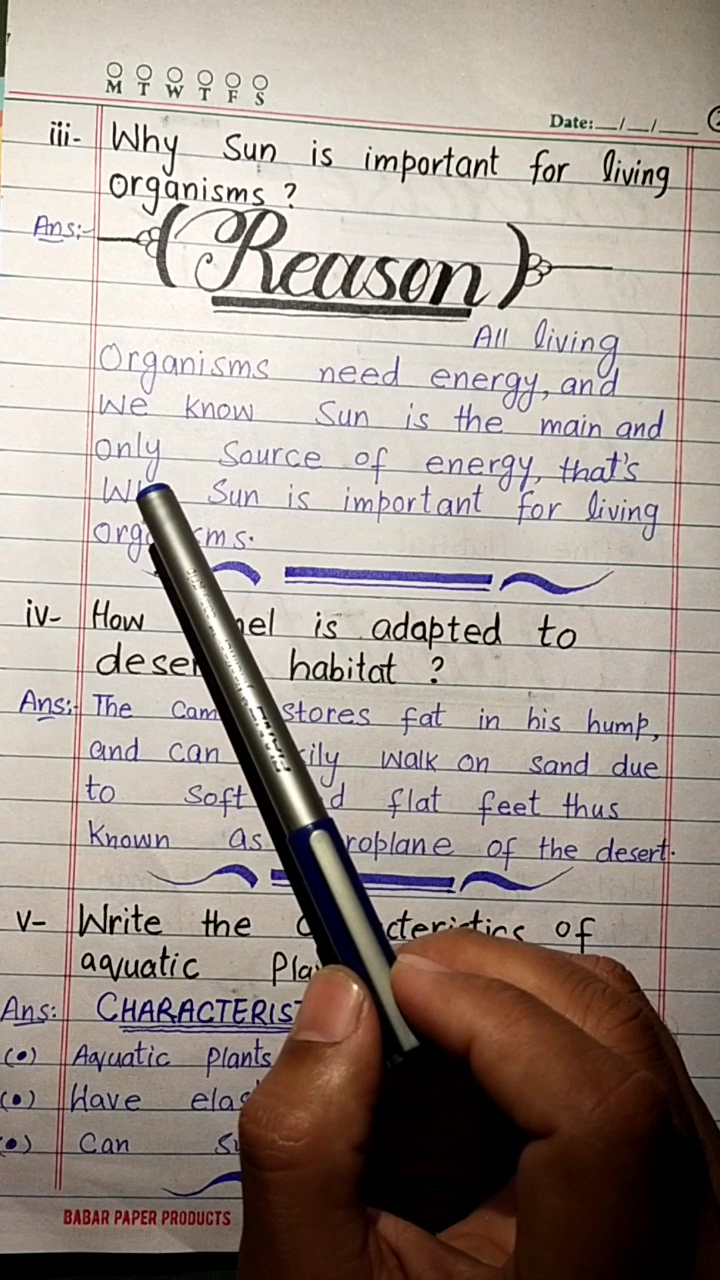 M T W T F S
Date:__/__/____
iii- Why Sun is important for living
organisms ?
Ans:- Reason
All living
Organisms need energy, and
We know Sun is the main and
only source of energy, that's
Sun is important for living
iv- How is adapted to
habitat ?
Ans:- The stores fat in his hump,
and can walk on sand due
to soft flat feet thus
known as of the desert.
v- Write the of
aquatic
Ans:
(•) Aquatic plants
(•) Have
(•) Can
BABAR PAPER PRODUCTS